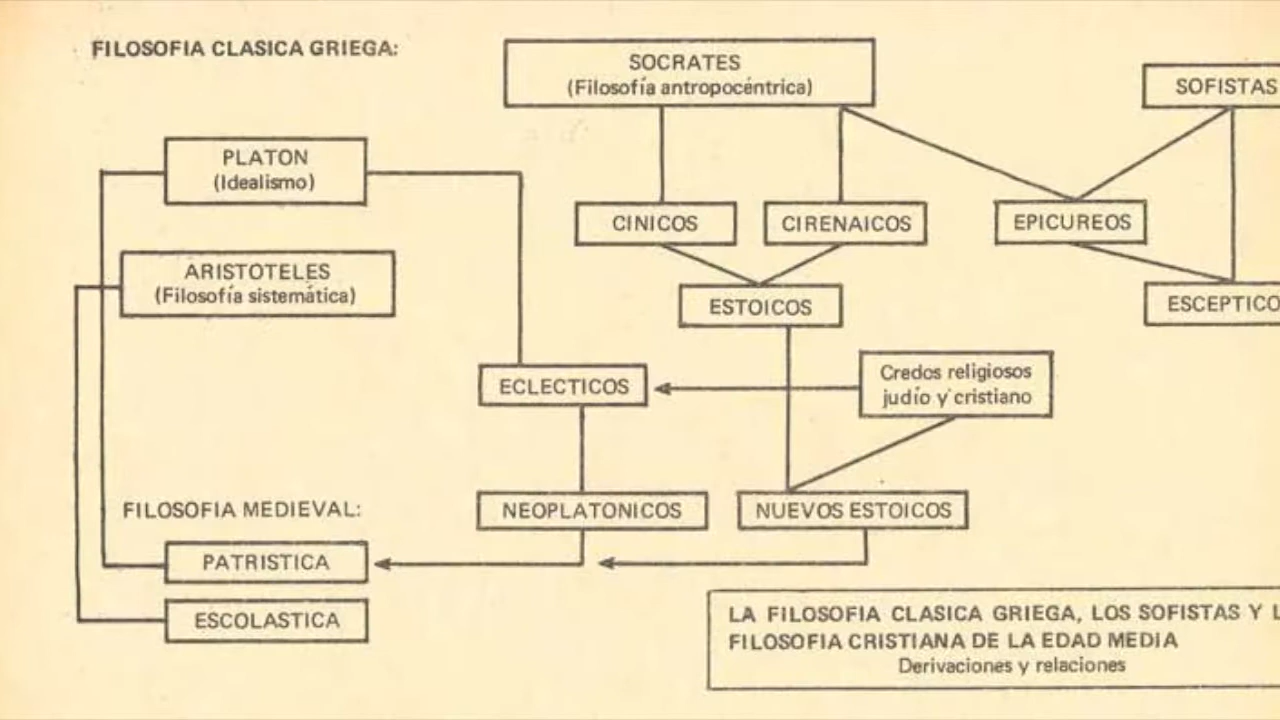 FILOSOFIA CLASICA GRIEGA:
SOCRATES
(Filosofía antropocéntrica)
SOFISTAS
PLATON
(Idealismo)
CINICOS
CIRENAICOS
EPICUREOS
ARISTOTELES
(Filosofía sistemática)
ESTOICOS
ESCEPTICO
ECLECTICOS
Credos religiosos
judío y cristiano
FILOSOFIA MEDIEVAL:
NEOPLATONICOS
NUEVOS ESTOICOS
PATRISTICA
ESCOLASTICA
LA FILOSOFIA CLASICA GRIEGA, LOS SOFISTAS Y L
FILOSOFIA CRISTIANA DE LA EDAD MEDIA
Derivaciones y relaciones